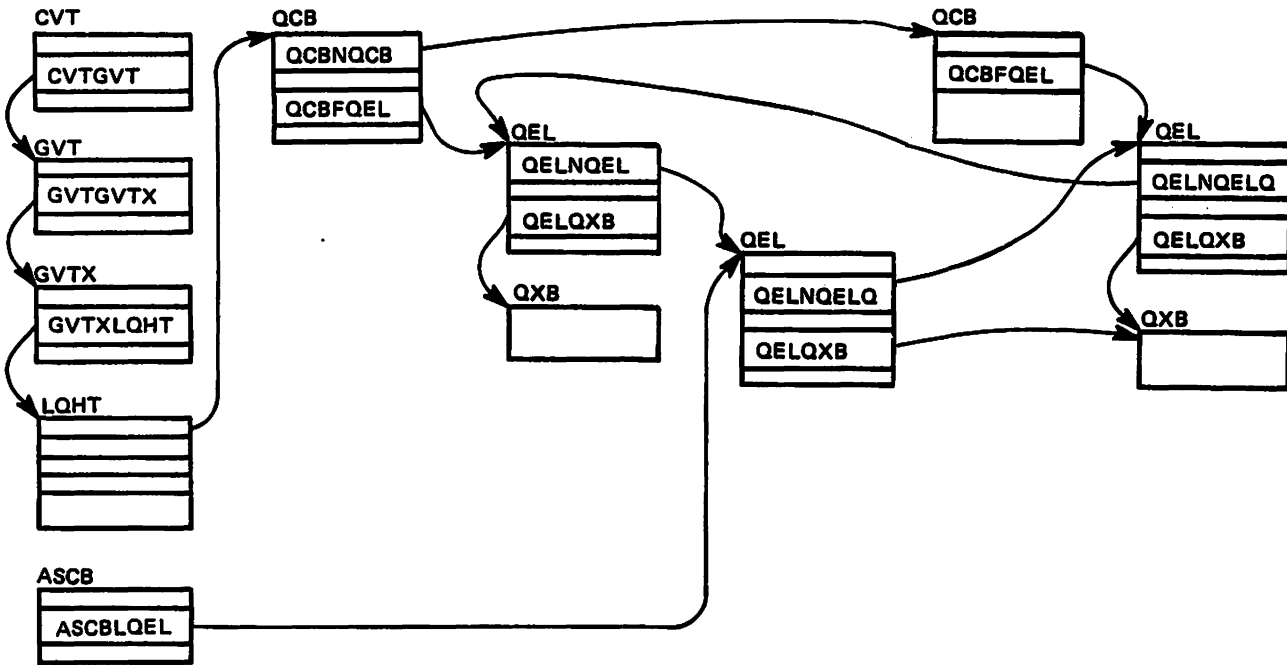 CVT
CVTGVT
GVT
GVTGVTX
GVTX
GVTXLQHT
LQHT
ASCB
ASCBLQEL
QCB
QCBNQCB
QCBFQEL
QEL
QELNQEL
QELQXB
QXB
QEL
QELNQELQ
QELQXB
QCB
QCBFQEL
QEL
QELNQELQ
QELQXB
QXB